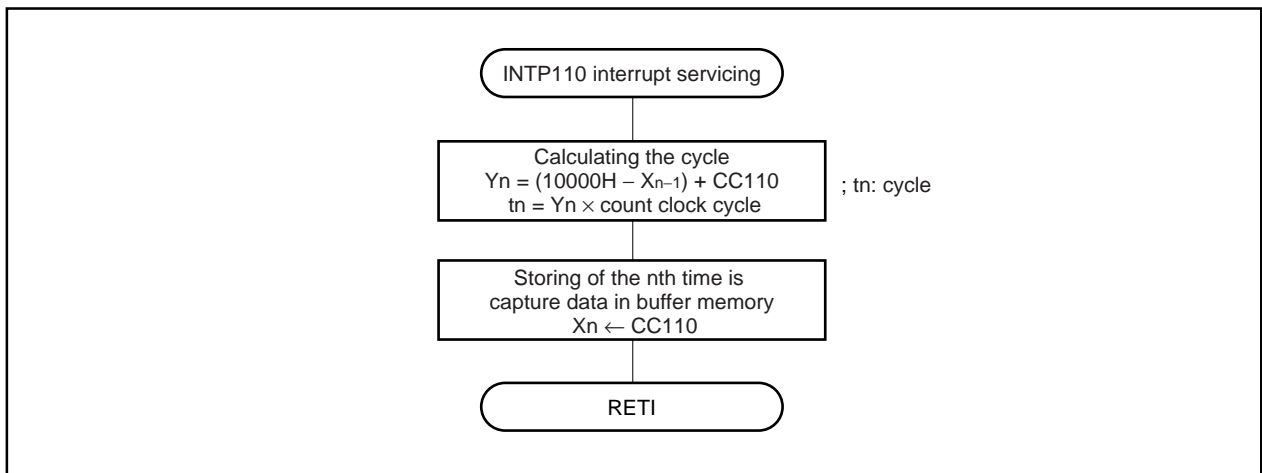 INTP110 interrupt servicing
Calculating the cycle
Yn = (10000H – Xn–1) + CC110
tn = Yn × count clock cycle
; tn: cycle
Storing of the nth time is
capture data in buffer memory
Xn ← CC110
RETI